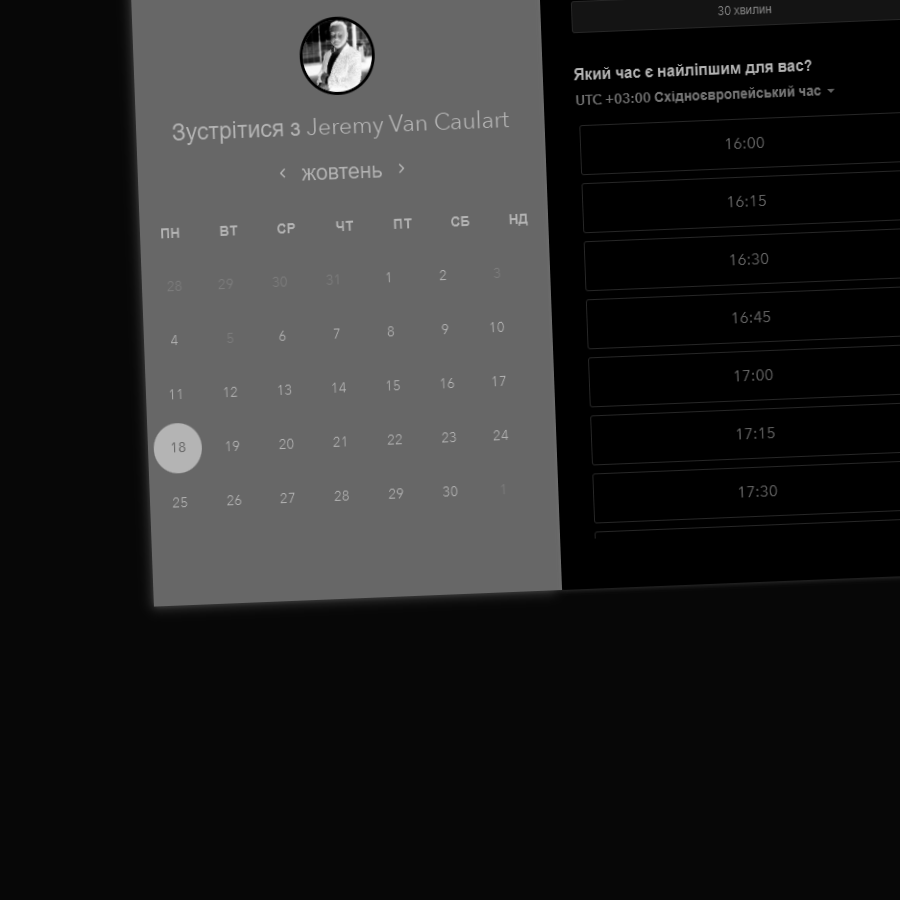 Зустрітися з Jeremy Van Caulart
жовтень
ПН ВТ СР ЧТ ПТ СБ НД
28 29 30 31 1 2 3
4 5 6 7 8 9 10
11 12 13 14 15 16 17
18 19 20 21 22 23 24
25 26 27 28 29 30 1
30 хвилин
Який час є найліпшим для вас?
UTC +03:00 Східноєвропейський час
16:00
16:15
16:30
16:45
17:00
17:15
17:30